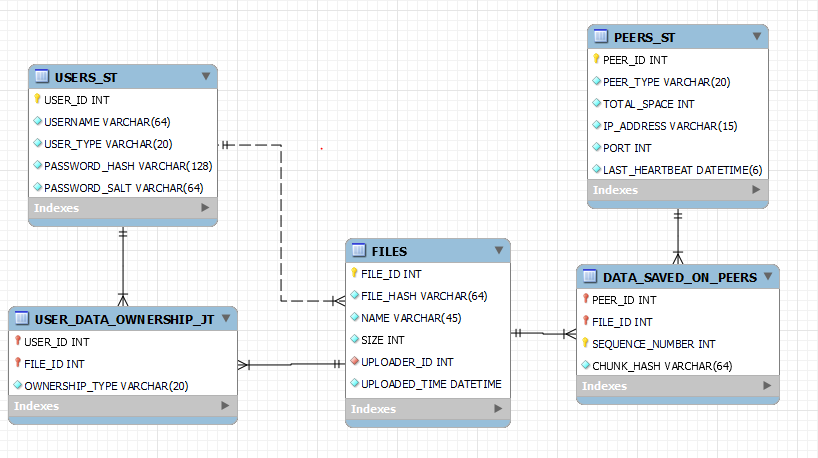 USERS_ST
USER_ID INT
USERNAME VARCHAR(64)
USER_TYPE VARCHAR(20)
PASSWORD_HASH VARCHAR(128)
PASSWORD_SALT VARCHAR(64)
Indexes
PEERS_ST
PEER_ID INT
PEER_TYPE VARCHAR(20)
TOTAL_SPACE INT
IP_ADDRESS VARCHAR(15)
PORT INT
LAST_HEARTBEAT DATETIME(6)
Indexes
USER_DATA_OWNERSHIP_JT
USER_ID INT
FILE_ID INT
OWNERSHIP_TYPE VARCHAR(20)
Indexes
FILES
FILE_ID INT
FILE_HASH VARCHAR(64)
NAME VARCHAR(45)
SIZE INT
UPLOADER_ID INT
UPLOADED_TIME DATETIME
Indexes
DATA_SAVED_ON_PEERS
PEER_ID INT
FILE_ID INT
SEQUENCE_NUMBER INT
CHUNK_HASH VARCHAR(64)
Indexes